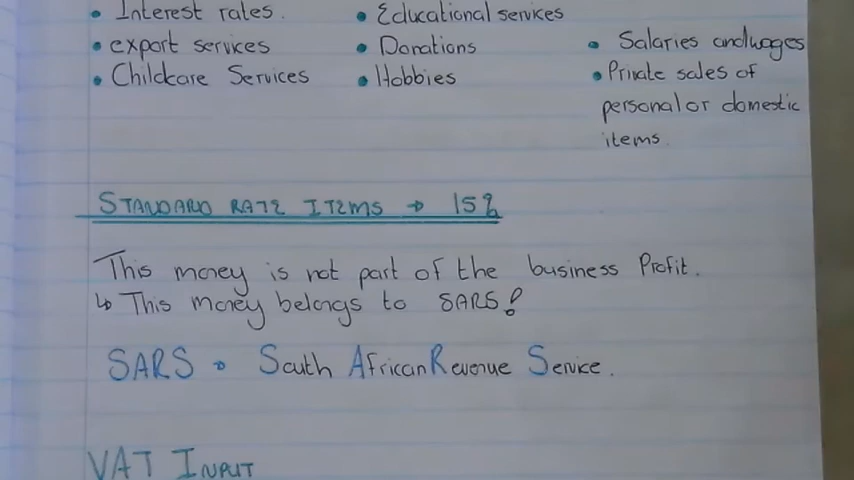 • Interest rates.
• export services
• Childcare Services
• Educational services
• Donations
• Hobbies
• Salaries and wages
• Private sales of
personal or domestic
items.
STANDARD RATE ITEMS → 15%
This money is not part of the business Profit.
↳ This money belongs to SARS!
SARS → South African Revenue Service.
VAT INPUT